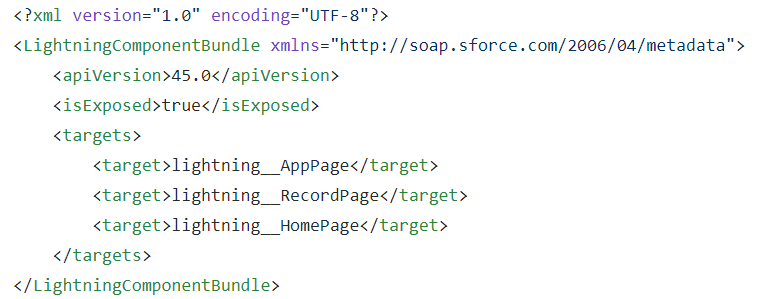 <?xml version="1.0" encoding="UTF-8"?>
<LightningComponentBundle xmlns="http://soap.sforce.com/2006/04/metadata">
    <apiVersion>45.0</apiVersion>
    <isExposed>true</isExposed>
    <targets>
        <target>lightning__AppPage</target>
        <target>lightning__RecordPage</target>
        <target>lightning__HomePage</target>
    </targets>
</LightningComponentBundle>